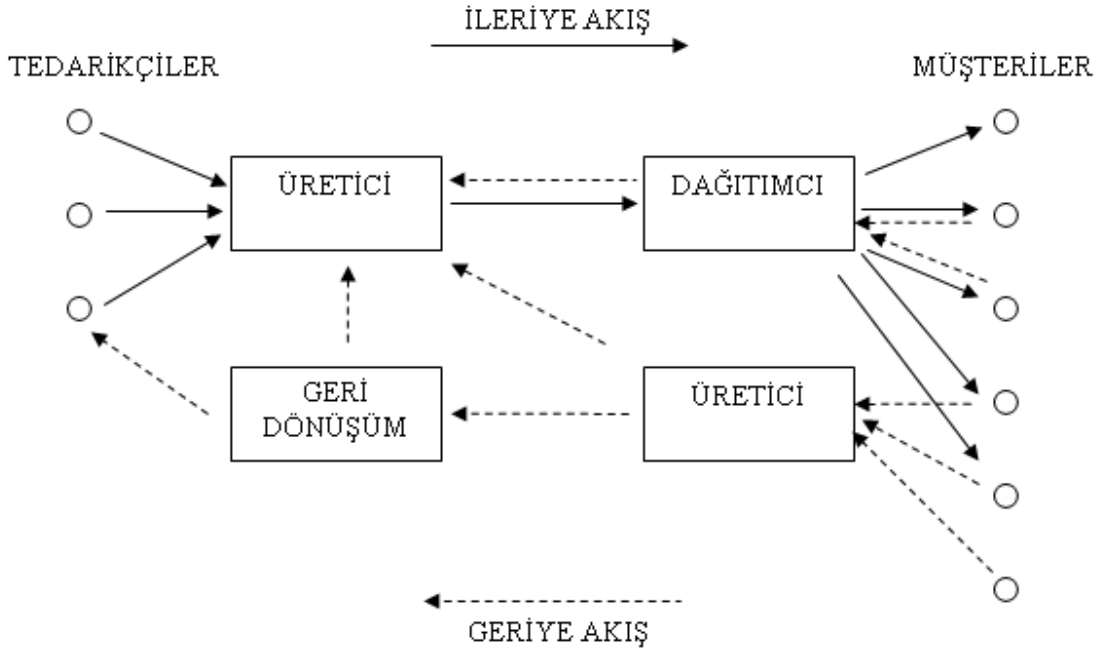 İLERİYE AKIŞ
TEDARİKÇİLER
MÜŞTERİLER
ÜRETİCİ
DAĞITIMCI
GERİ
DÖNÜŞÜM
ÜRETİCİ
GERİYE AKIŞ